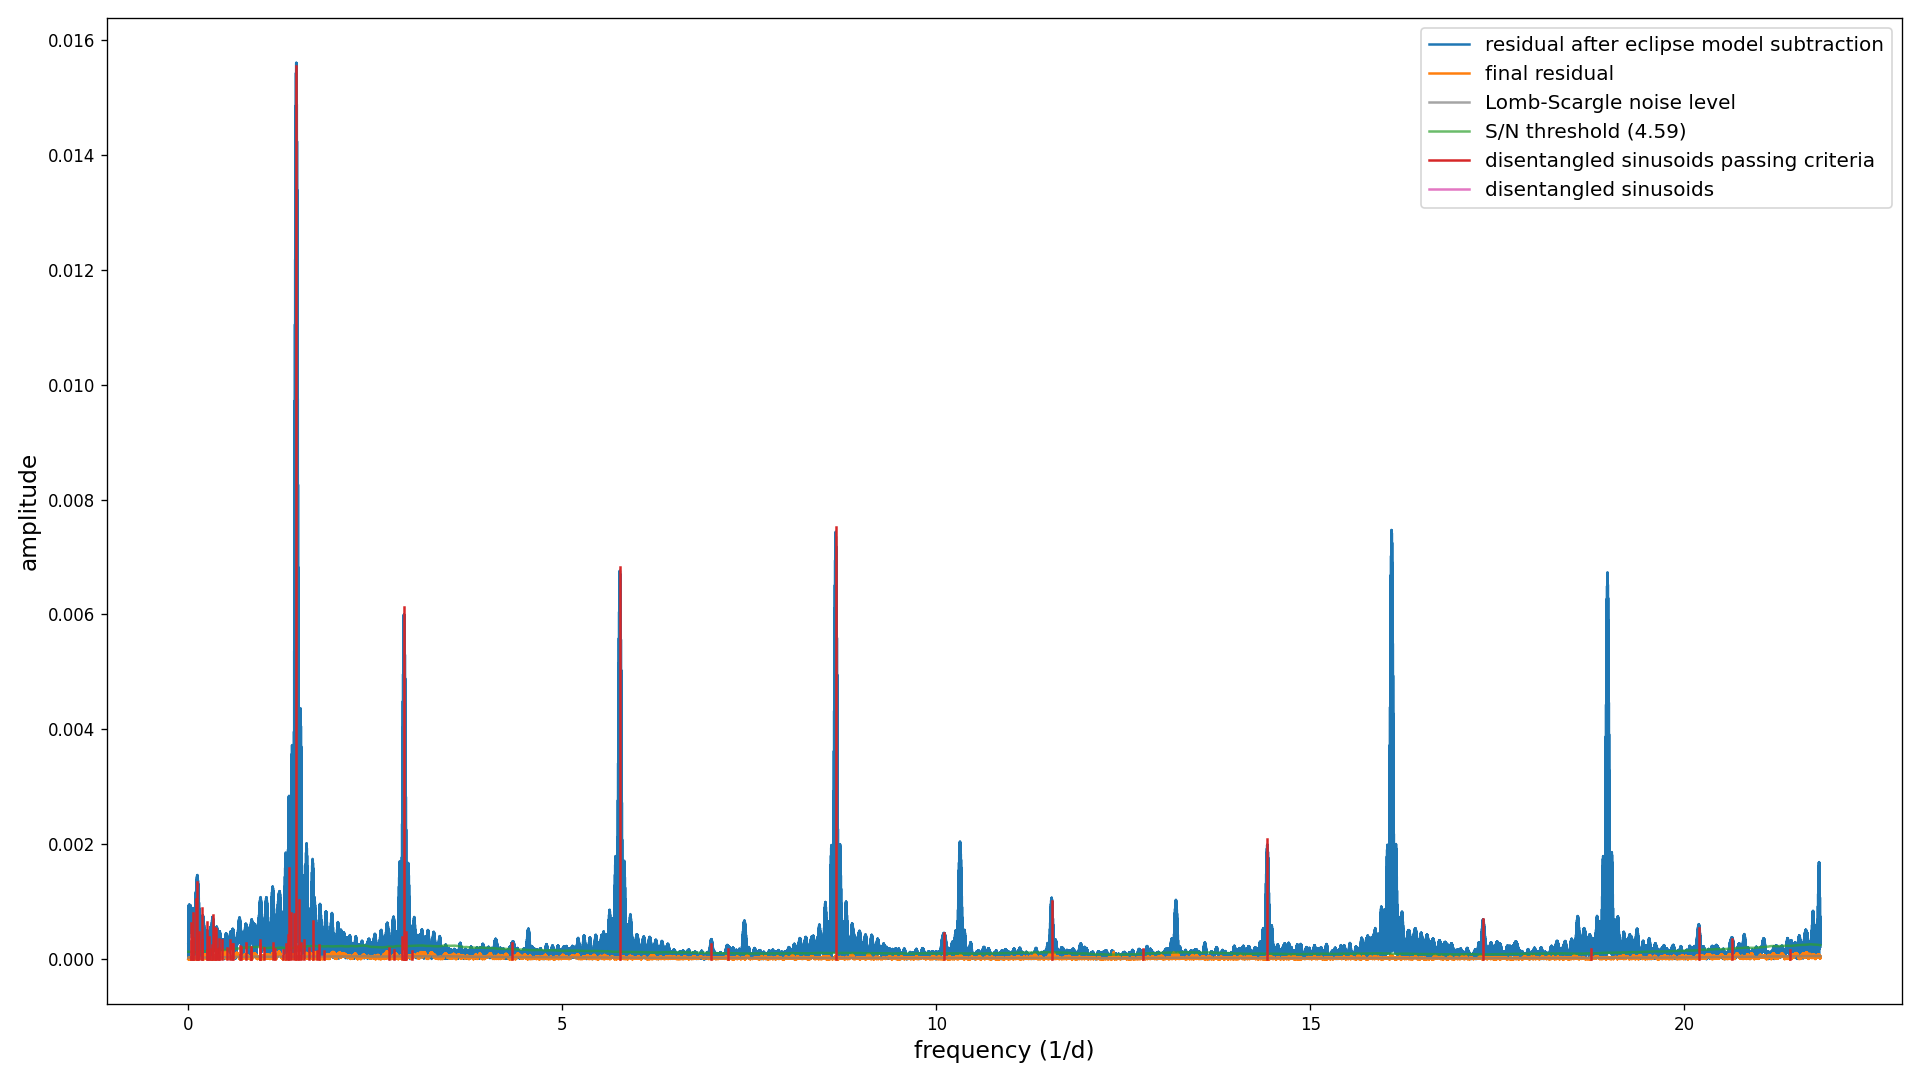 residual after eclipse model subtraction
final residual
Lomb-Scargle noise level
S/N threshold (4.59)
disentangled sinusoids passing criteria
disentangled sinusoids
0.016
0.014
0.012
0.010
0.008
0.006
0.004
0.002
0.000
amplitude
0 5 10 15 20
frequency (1/d)